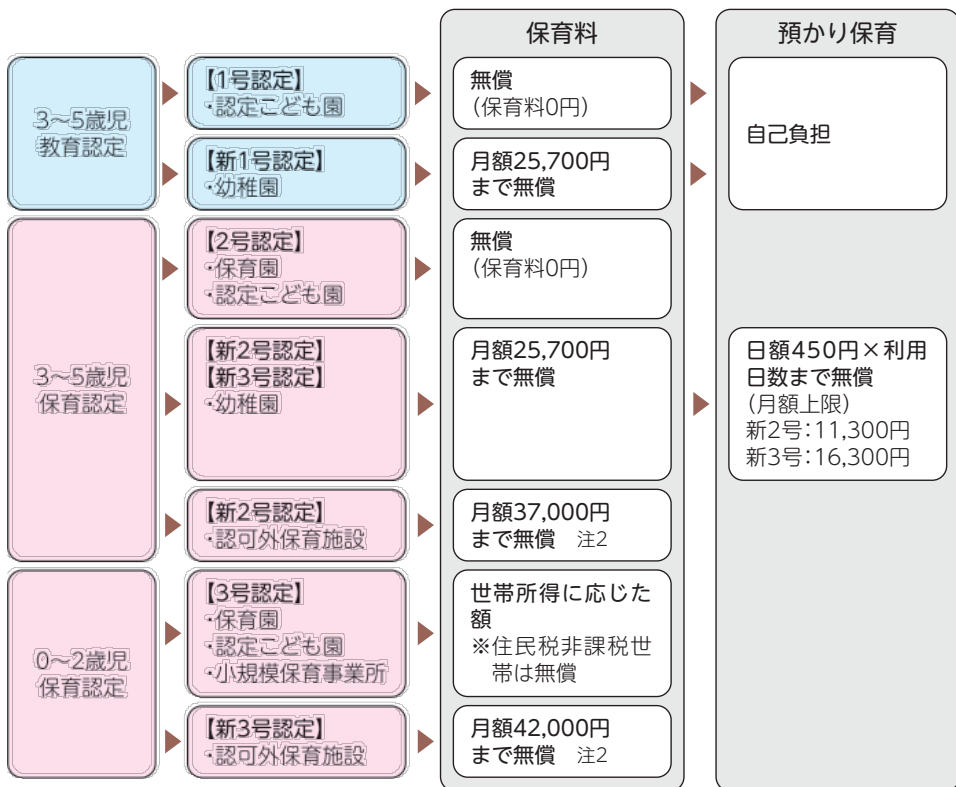 保育料
預かり保育
3〜5歳児
教育認定
【1号認定】
・認定こども園
無償
(保育料0円)
自己負担
【新1号認定】
・幼稚園
月額25,700円
まで無償
3〜5歳児
保育認定
【2号認定】
・保育園
・認定こども園
無償
(保育料0円)
【新2号認定】
【新3号認定】
・幼稚園
月額25,700円
まで無償
日額450円×利用
日数まで無償
(月額上限)
新2号：11,300円
新3号：16,300円
【新2号認定】
・認可外保育施設
月額37,000円
まで無償 注2
0〜2歳児
保育認定
【3号認定】
・保育園
・認定こども園
・小規模保育事業所
世帯所得に応じた
額
※住民税非課税世
帯は無償
【新3号認定】
・認可外保育施設
月額42,000円
まで無償 注2